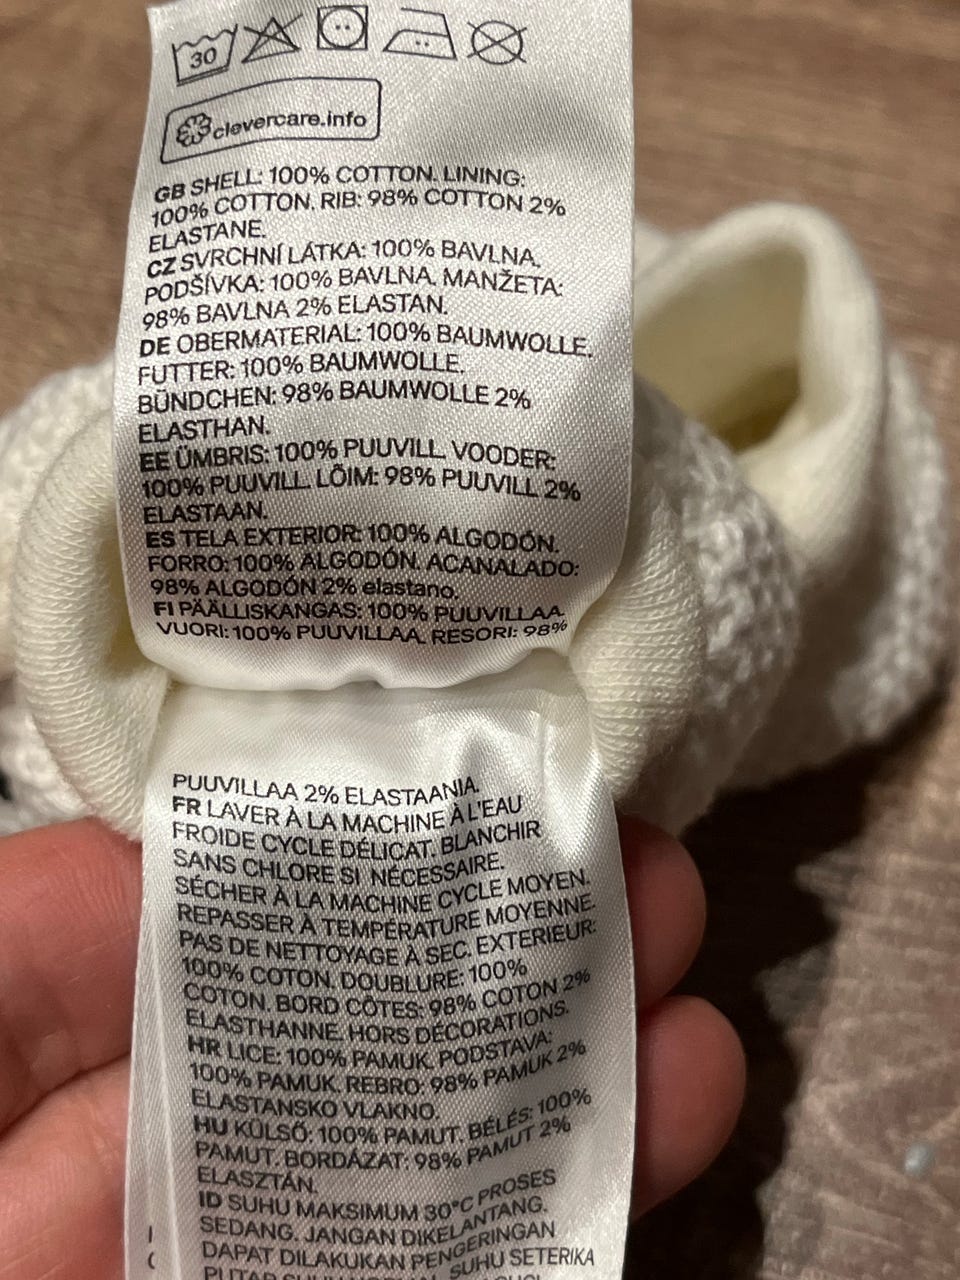 30
clevercare.info
GB SHELL: 100% COTTON. LINING:
100% COTTON. RIB: 98% COTTON 2%
ELASTANE.
CZ SVRCHNÍ LÁTKA: 100% BAVLNA.
PODŠÍVKA: 100% BAVLNA. MANŽETA:
98% BAVLNA 2% ELASTAN.
DE OBERMATERIAL: 100% BAUMWOLLE.
FUTTER: 100% BAUMWOLLE.
BÜNDCHEN: 98% BAUMWOLLE 2%
ELASTHAN.
EE ÜMBRIS: 100% PUUVILL. VOODER:
100% PUUVILL. LÕIM: 98% PUUVILL 2%
ELASTAAN.
ES TELA EXTERIOR: 100% ALGODÓN.
FORRO: 100% ALGODÓN. ACANALADO:
98% ALGODÓN 2% elastano.
FI PÄÄLLISKANGAS: 100% PUUVILLAA.
VUORI: 100% PUUVILLAA. RESORI: 98%
PUUVILLAA 2% ELASTAANIA.
FR LAVER À LA MACHINE À L'EAU
FROIDE CYCLE DÉLICAT. BLANCHIR
SANS CHLORE SI NÉCESSAIRE.
SÉCHER À LA MACHINE CYCLE MOYEN.
REPASSER À TEMPÉRATURE MOYENNE.
PAS DE NETTOYAGE À SEC. EXTERIEUR:
100% COTON. DOUBLURE: 100%
COTON. BORD CÔTES: 98% COTON 2%
ELASTHANNE. HORS DÉCORATIONS.
HR LICE: 100% PAMUK. PODSTAVA:
100% PAMUK. REBRO: 98% PAMUK 2%
ELASTANSKO VLAKNO.
HU KÜLSŐ: 100% PAMUT. BÉLÉS: 100%
PAMUT. BORDÁZAT: 98% PAMUT 2%
ELASZTÁN.
ID SUHU MAKSIMUM 30°C PROSES
SEDANG. JANGAN DIKELANTANG.
DAPAT DILAKUKAN PENGERINGAN
SUHU SETERIKA